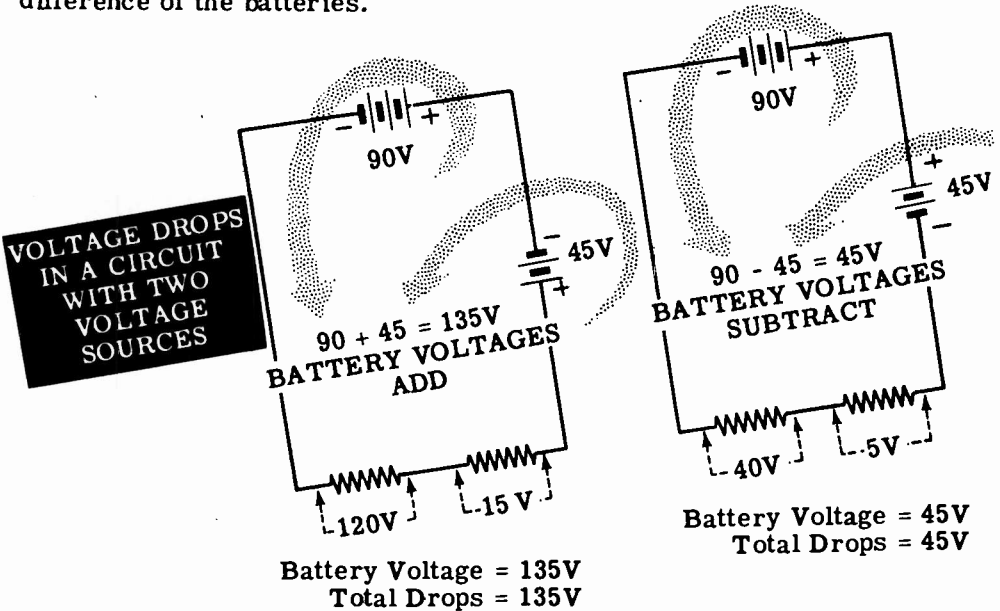 difference of the batteries.
VOLTAGE DROPS
IN A CIRCUIT
WITH TWO
VOLTAGE
SOURCES
-
+
90V
-
45V
+
90 + 45 = 135V
BATTERY VOLTAGES
ADD
120V
15 V
Battery Voltage = 135V
Total Drops = 135V
-
+
90V
+
45V
-
90 - 45 = 45V
BATTERY VOLTAGES
SUBTRACT
40V
5V
Battery Voltage = 45V
Total Drops = 45V